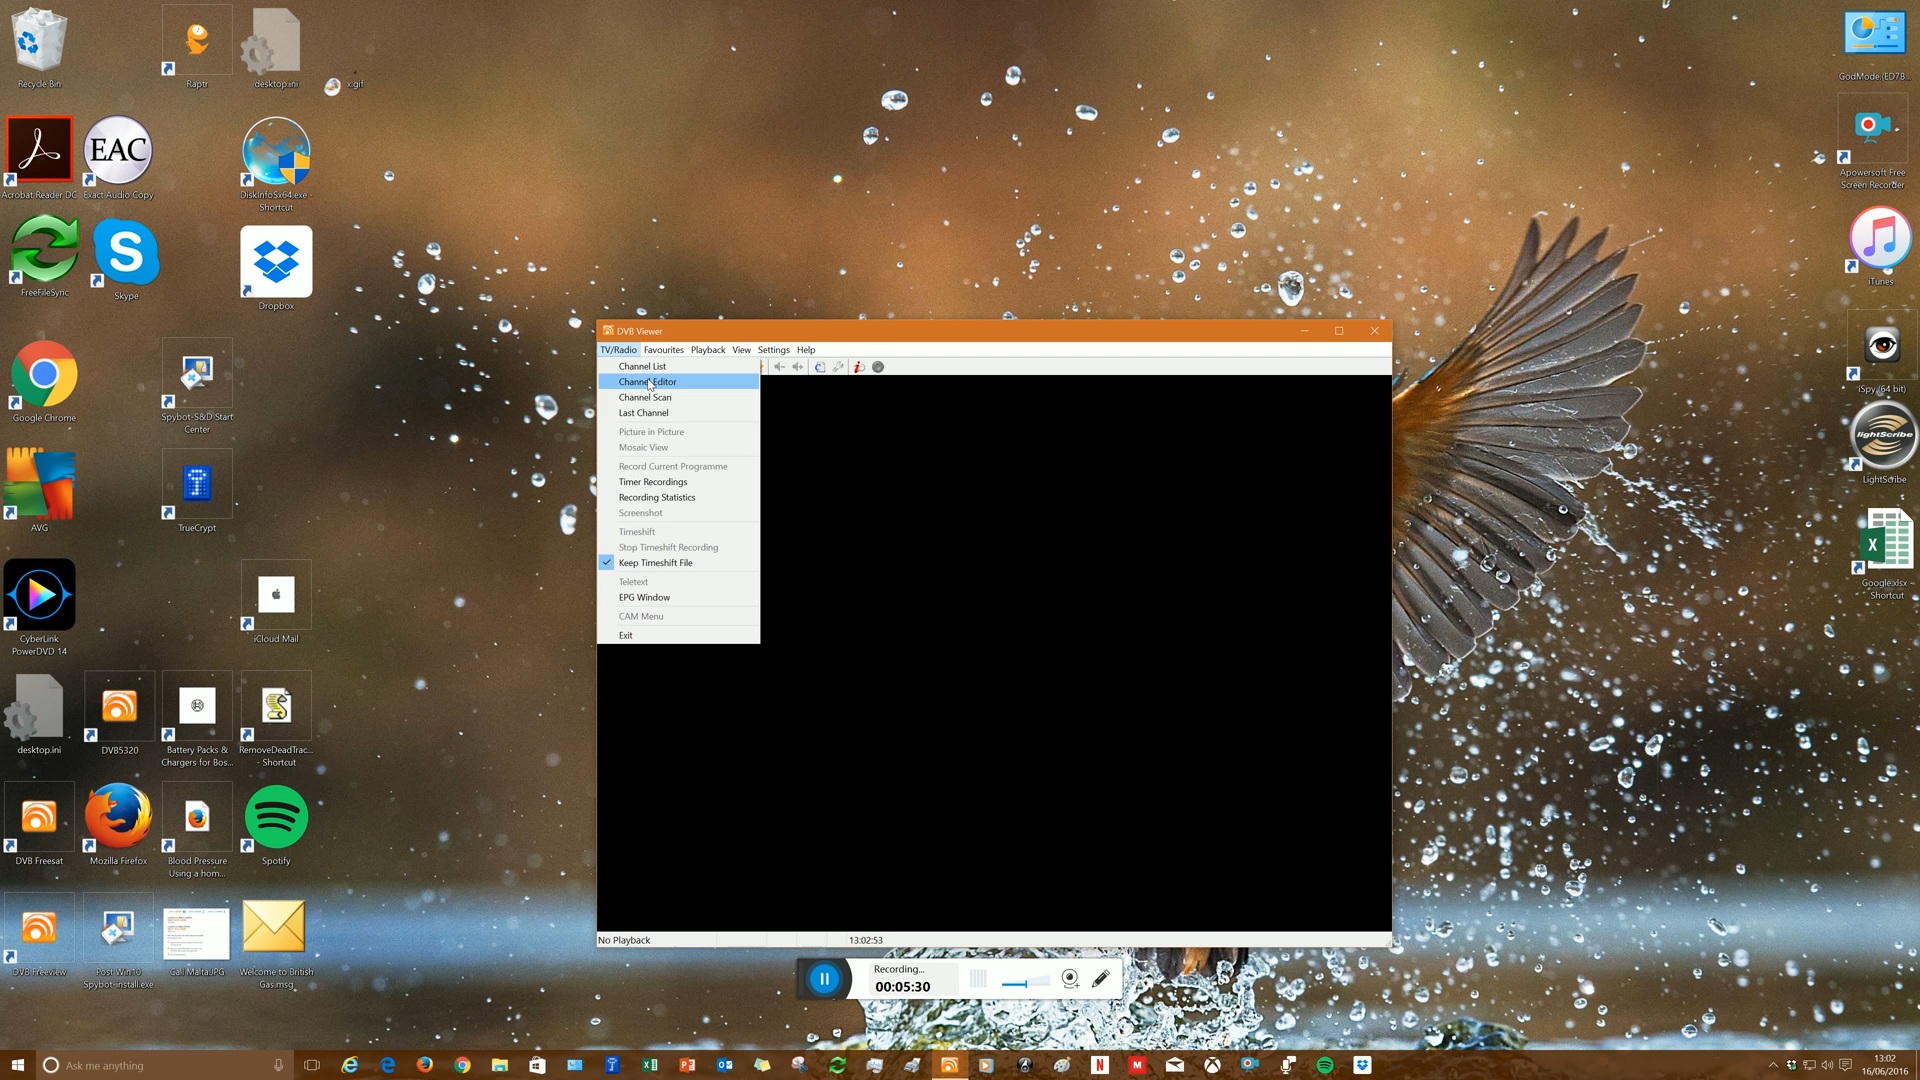 Recycle Bin
Raptr
desktop.ini
x.gif
GodMode.{ED7B...
Acrobat Reader DC
EAC
Exact Audio Copy
DiskInfoSx64.exe - Shortcut
Apowersoft Free
Screen Recorder
FreeFileSync
S
Skype
Dropbox
iTunes
DVB Viewer
TV/Radio Favourites Playback View Settings Help
Channel List
Channel Editor
Channel Scan
Last Channel
Picture in Picture
Mosaic View
Record Current Programme
Timer Recordings
Recording Statistics
Screenshot
Timeshift
Stop Timeshift Recording
Keep Timeshift File
Teletext
EPG Window
CAM Menu
Exit
No Playback
13:02:53
Google Chrome
Spybot-S&D Start
Center
iSpy (64 bit)
lightScribe
LightScribe
AVG
TrueCrypt
X
Google.xlsx -
Shortcut
CyberLink
PowerDVD 14
iCloud Mail
desktop.ini
DVB5320
Battery Packs &
Chargers for Bos...
RemoveDeadTrac...
- Shortcut
DVB Freesat
Mozilla Firefox
Blood Pressure
Using a hom...
Spotify
DVB Freeview
Post Win10
Spybot-install.exe
Call Malta.JPG
Welcome to British
Gas.msg
Recording...
00:05:30
Ask me anything
13:02
16/06/2016